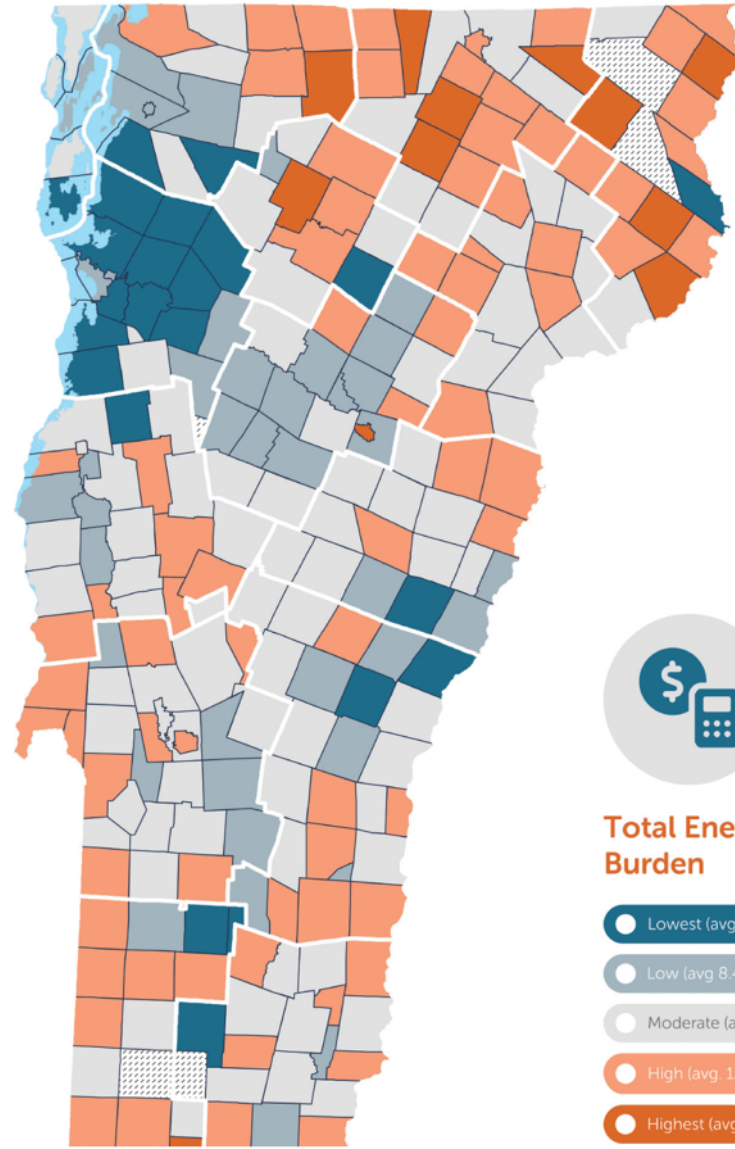 $
Total Ene
Burden
Lowest (avg
Low (avg 8.4
Moderate (a
High (avg. 1
Highest (avg